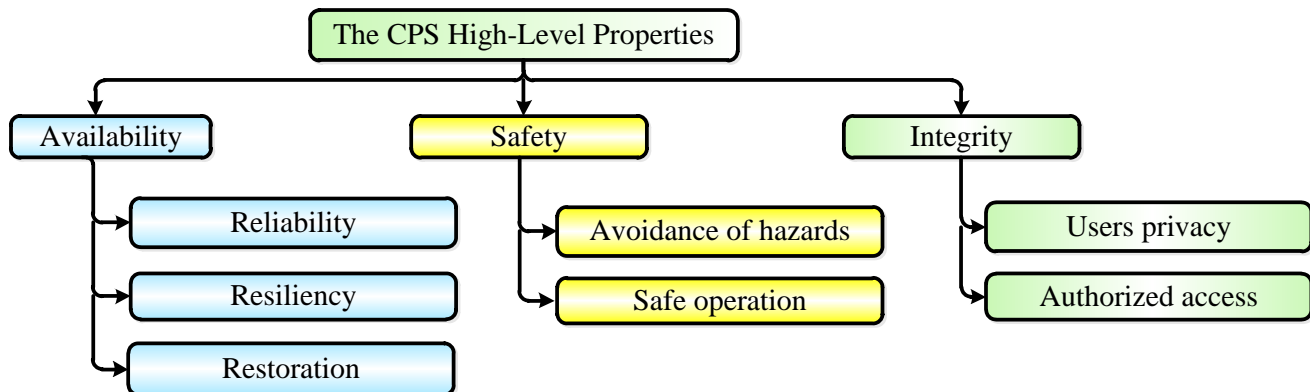 The CPS High-Level Properties
Availability
Safety
Integrity
Reliability
Resiliency
Restoration
Avoidance of hazards
Safe operation
Users privacy
Authorized access